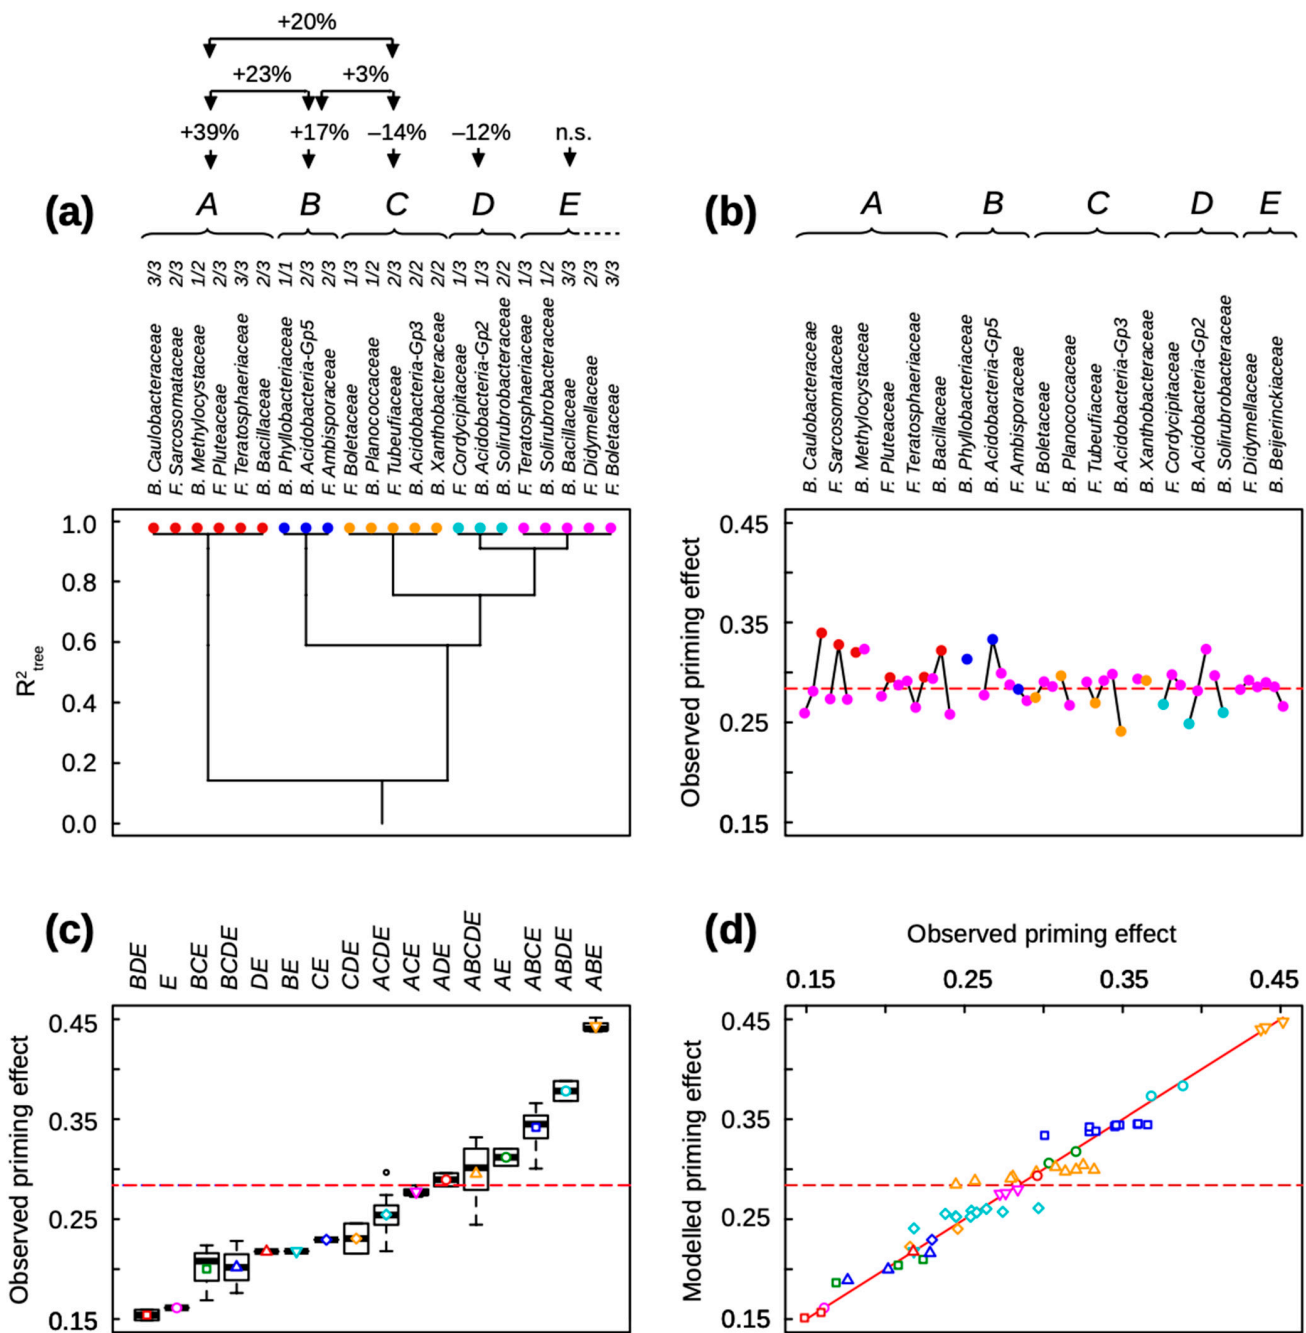 +20%
+23% +3%
+39% +17% –14% –12% n.s.
(a) A B C D E
3/3 2/3 1/2 2/3 3/3 2/3 1/1 2/3 2/3 1/3 1/2 2/3 2/2 2/2 1/3 1/3 2/2 1/3 1/2 3/3 2/3 3/3
B. Caulobacteraceae
F. Sarcosomataceae
B. Methylocystaceae
F. Pluteaceae
F. Teratosphaeriaceae
B. Bacillaceae
B. Phyllobacteriaceae
B. Acidobacteria-Gp5
F. Ambisporaceae
F. Boletaceae
B. Planococcaceae
F. Tubeufiaceae
B. Acidobacteria-Gp3
B. Xanthobacteraceae
F. Cordycipitaceae
B. Acidobacteria-Gp2
B. Solirubrobacteraceae
F. Teratosphaeriaceae
B. Solirubrobacteraceae
B. Bacillaceae
F. Didymellaceae
F. Boletaceae
1.0
0.8
0.6
0.4
0.2
0.0
R²tree
(b) A B C D E
B. Caulobacteraceae
F. Sarcosomataceae
B. Methylocystaceae
F. Pluteaceae
F. Teratosphaeriaceae
B. Bacillaceae
B. Phyllobacteriaceae
B. Acidobacteria-Gp5
F. Ambisporaceae
F. Boletaceae
B. Planococcaceae
F. Tubeufiaceae
B. Acidobacteria-Gp3
B. Xanthobacteraceae
F. Cordycipitaceae
B. Acidobacteria-Gp2
B. Solirubrobacteraceae
F. Didymellaceae
B. Beijerinckiaceae
0.45
0.35
0.25
0.15
Observed priming effect
(c)
BDE
E
BCE
BCDE
DE
BE
CE
CDE
ACDE
ACE
ADE
ABCDE
AE
ABCE
ABDE
ABE
0.45
0.35
0.25
0.15
Observed priming effect
(d) Observed priming effect
0.15 0.25 0.35 0.45
0.45
0.35
0.25
0.15
Modelled priming effect